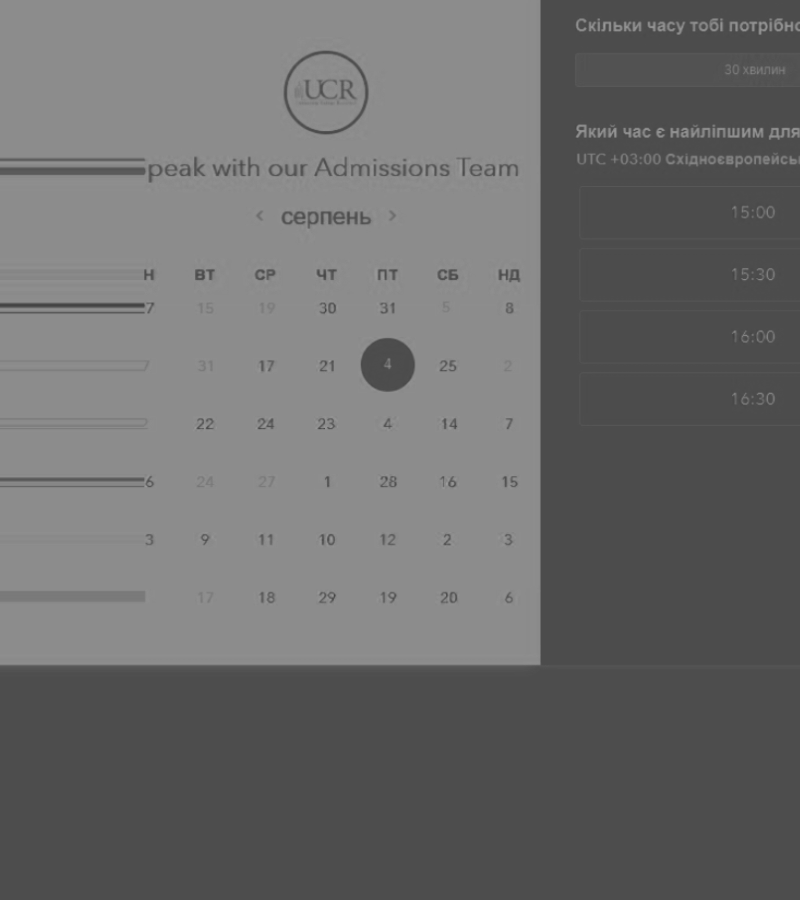 UCR
peak with our Admissions Team
< серпень >
Н ВТ СР ЧТ ПТ СБ НД
7 15 19 30 31 5 8
7 31 17 21 4 25 2
2 22 24 23 4 14 7
6 24 27 1 28 16 15
3 9 11 10 12 2 3
17 18 29 19 20 6
Скільки часу тобі потрібно
30 хвилин
Який час є найліпшим для
UTC +03:00 Східноєвропейсь
15:00
15:30
16:00
16:30